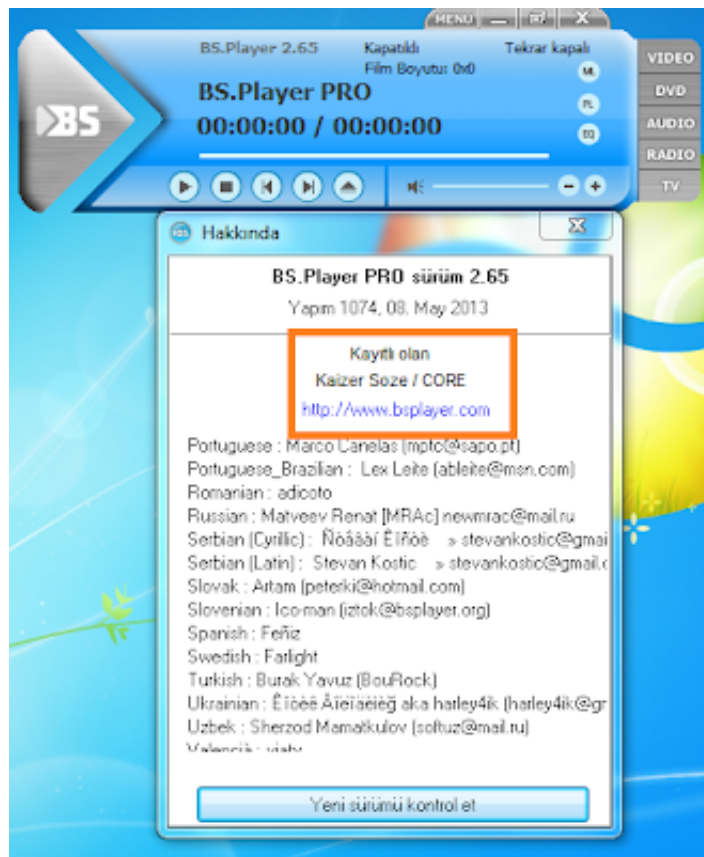 MENU
BS.Player 2.65 Kapatıldı Tekrar kapalı
Film Boyutu: 0x0
ML
BS.Player PRO
PL
00:00:00 / 00:00:00
EQ
BS
VIDEO
DVD
AUDIO
RADIO
TV
Hakkında
BS.Player PRO sürüm 2.65
Yapım 1074, 08. May 2013
Kayıtlı olan
Kaizer Soze / CORE
http://www.bsplayer.com
Portuguese : Marco Canelas (mptc@sapo.pt)
Portuguese_Brazilian : Lex Leite (ableite@msn.com)
Romanian : adicoto
Russian : Matveev Renat [MRAc] newmrac@mail.ru
Serbian (Cyrillic) : » stevankostic@gmai
Serbian (Latin) : Stevan Kostic » stevankostic@gmail.c
Slovak : Artam (peterki@hotmail.com)
Slovenian : Ico-man (iztok@bsplayer.org)
Spanish : Feñiz
Swedish : Farlight
Turkish : Burak Yavuz (BouRock)
Ukrainian : aka harley4ik (harley4ik@gr
Uzbek : Sherzod Mamatkulov (softuz@mail.ru)
Yeni sürümü kontrol et